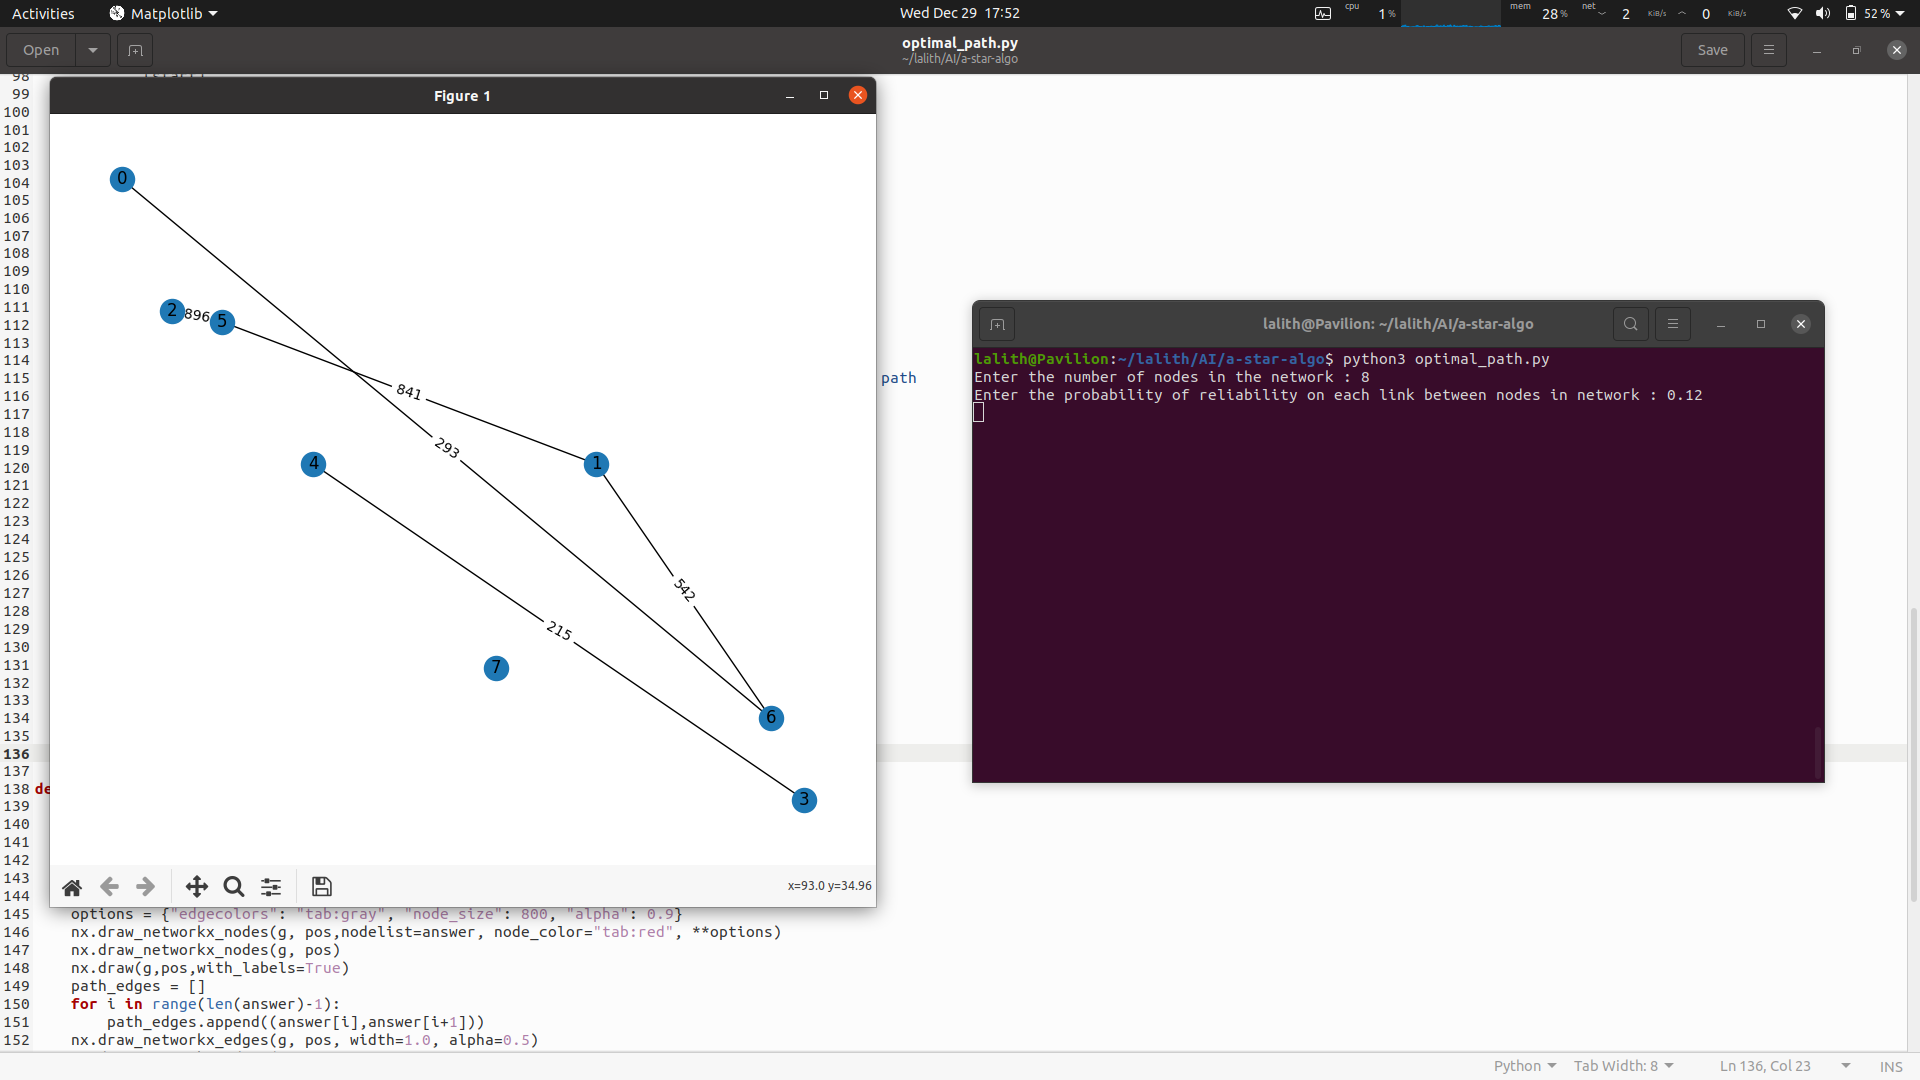 Activities
Matplotlib
Wed Dec 29 17:52
cpu
1 %
mem
28 %
net
2
KiB/s
0
KiB/s
52 %
Open
optimal_path.py
~/lalith/AI/a-star-algo
Save
98
99
100
101
102
103
104
105
106
107
108
109
110
111
112
113
114
115 path
116
117
118
119
120
121
122
123
124
125
126
127
128
129
130
131
132
133
134
135
136
137
138 de
139
140
141
142
143
144
145 options = {"edgecolors": "tab:gray", "node_size": 800, "alpha": 0.9}
146 nx.draw_networkx_nodes(g, pos,nodelist=answer, node_color="tab:red", **options)
147 nx.draw_networkx_nodes(g, pos)
148 nx.draw(g,pos,with_labels=True)
149 path_edges = []
150 for i in range(len(answer)-1):
151 path_edges.append((answer[i],answer[i+1]))
152 nx.draw_networkx_edges(g, pos, width=1.0, alpha=0.5)
Figure 1
0
2
896
5
841
293
4
1
542
215
7
6
3
x=93.0 y=34.96
lalith@Pavilion: ~/lalith/AI/a-star-algo
lalith@Pavilion:~/lalith/AI/a-star-algo$ python3 optimal_path.py
Enter the number of nodes in the network : 8
Enter the probability of reliability on each link between nodes in network : 0.12
Python
Tab Width: 8
Ln 136, Col 23
INS